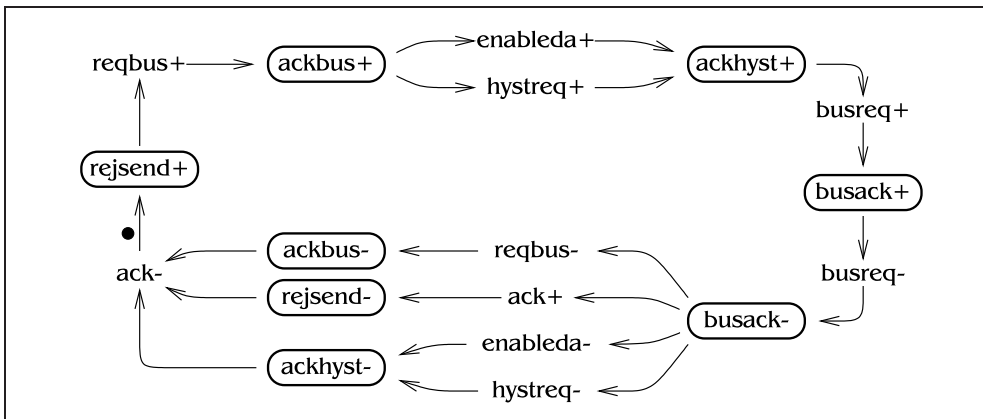 enableda+
reqbus+ ackbus+ ackhyst+
hystreq+
busreq+
rejsend+
busack+
ackbus- reqbus-
ack- busreq-
rejsend- ack+
busack-
enableda-
ackhyst-
hystreq-